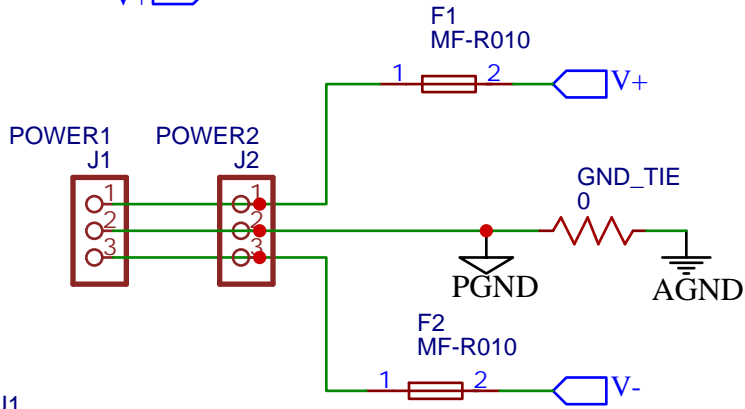 V+
F1
MF-R010
1 2 V+
POWER1 POWER2
J1 J2
1 1
2 2
3 3
GND_TIE
0
PGND
AGND
F2
MF-R010
1 2 V-
J1